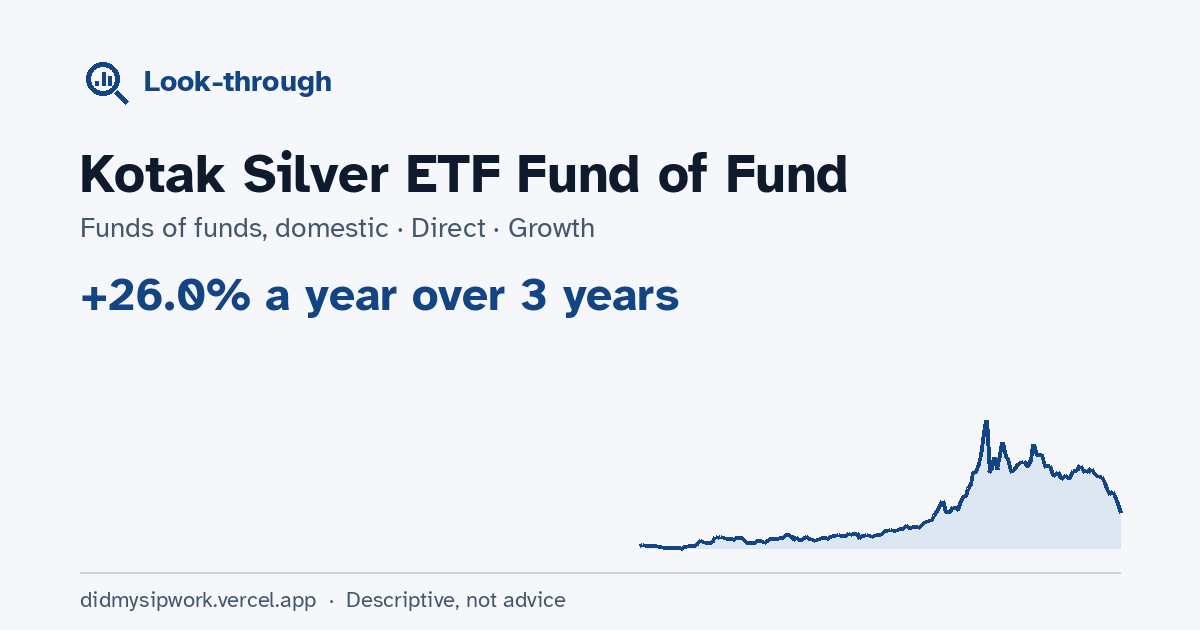 Look-through
Kotak Silver ETF Fund of Fund
Funds of funds, domestic · Direct · Growth
+26.0% a year over 3 years
didmysipwork.vercel.app · Descriptive, not advice